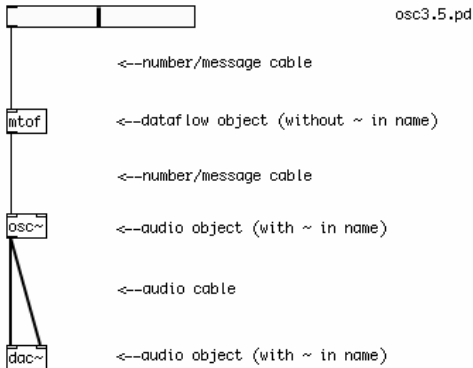 osc3.5.pd
<--number/message cable
mtof
<--dataflow object (without ~ in name)
<--number/message cable
osc~
<--audio object (with ~ in name)
<--audio cable
dac~
<--audio object (with ~ in name)